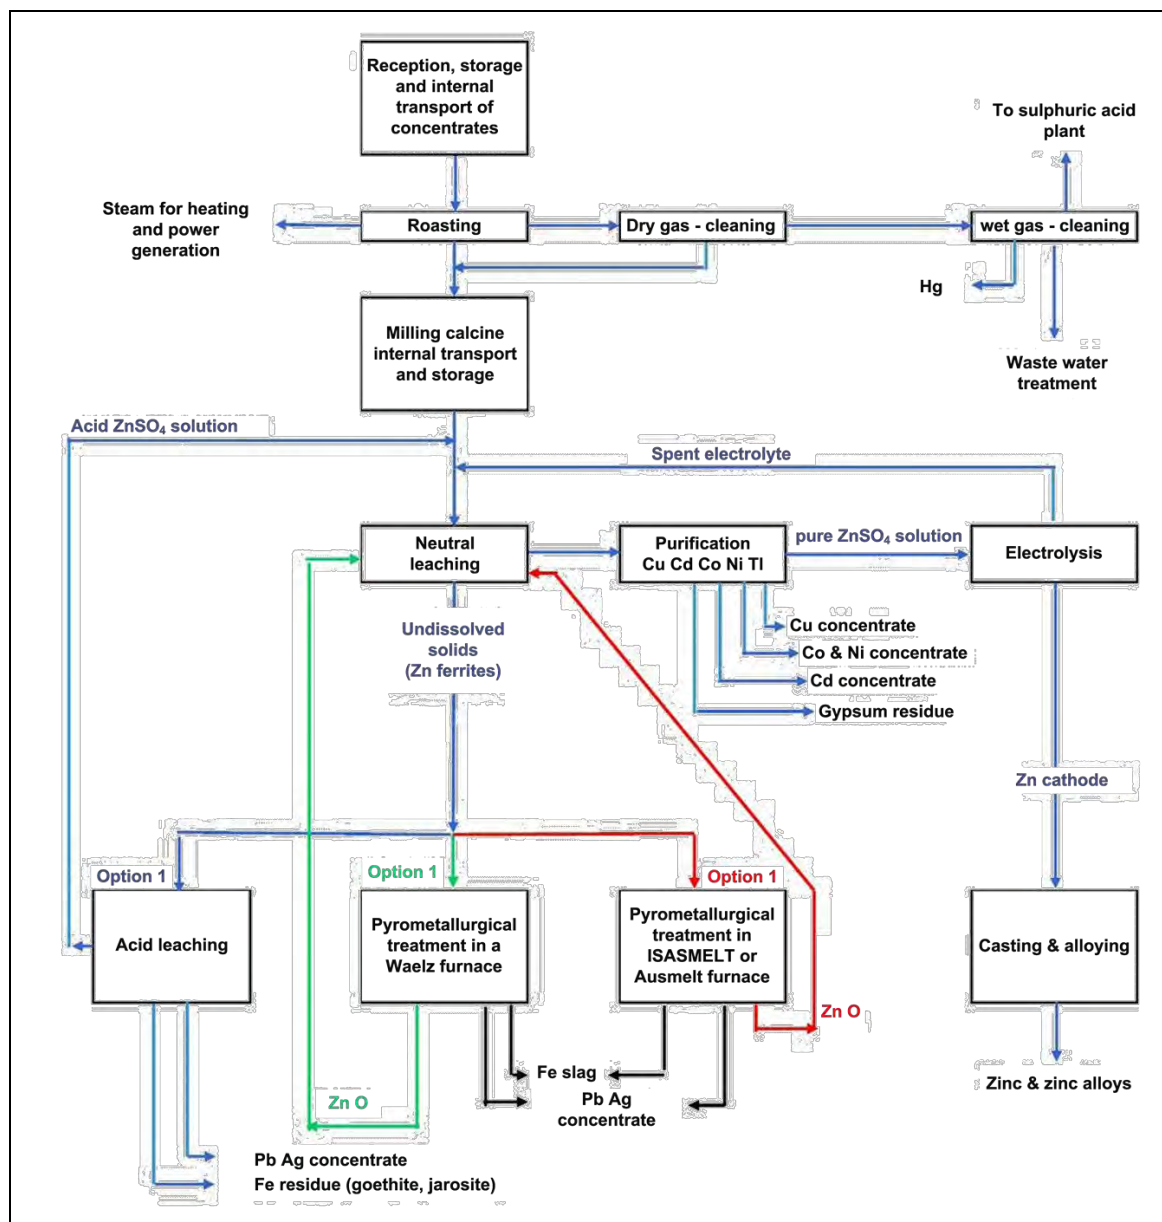 Reception, storage
and internal
transport of
concentrates
To sulphuric acid
plant
Steam for heating
and power
generation
Roasting
Dry gas - cleaning
wet gas - cleaning
Hg
Milling calcine
internal transport
and storage
Waste water
treatment
Acid ZnSO₄ solution
Spent electrolyte
Neutral
leaching
Purification
Cu Cd Co Ni Tl
pure ZnSO₄ solution
Electrolysis
Undissolved
solids
(Zn ferrites)
Cu concentrate
Co & Ni concentrate
Cd concentrate
Gypsum residue
Zn cathode
Option 1
Option 1
Option 1
Acid leaching
Pyrometallurgical
treatment in a
Waelz furnace
Pyrometallurgical
treatment in
ISASMELT or
Ausmelt furnace
Casting & alloying
Zn O
Fe slag
Zn O
Pb Ag
concentrate
Zinc & zinc alloys
Pb Ag concentrate
Fe residue (goethite, jarosite)